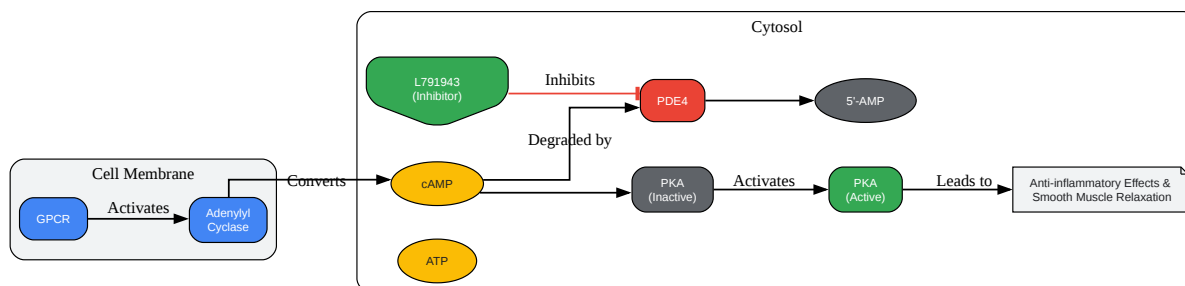 Cytosol
L791943
(Inhibitor)
Inhibits
PDE4
5'-AMP
Degraded by
Cell Membrane
GPCR
Activates
Adenylyl
Cyclase
Converts
cAMP
PKA
(Inactive)
Activates
PKA
(Active)
Leads to
Anti-inflammatory Effects &
Smooth Muscle Relaxation
ATP